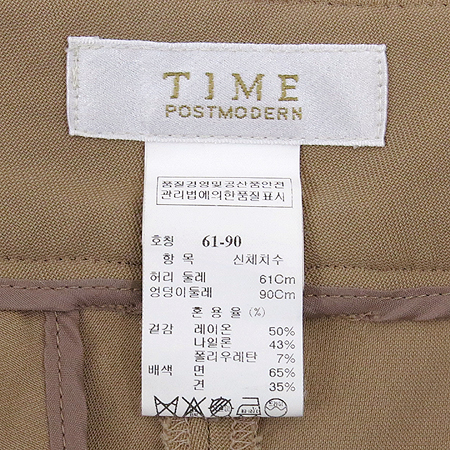 TIME
POSTMODERN
품질경영및공산품안전
관리법에의한품질표시
호칭 61-90
항 목 신체치수
허리 둘레 61Cm
엉덩이둘레 90Cm
혼 용 율 (%)
겉감 레이온 50%
나일론 43%
폴리우레탄 7%
배색 면 65%
견 35%